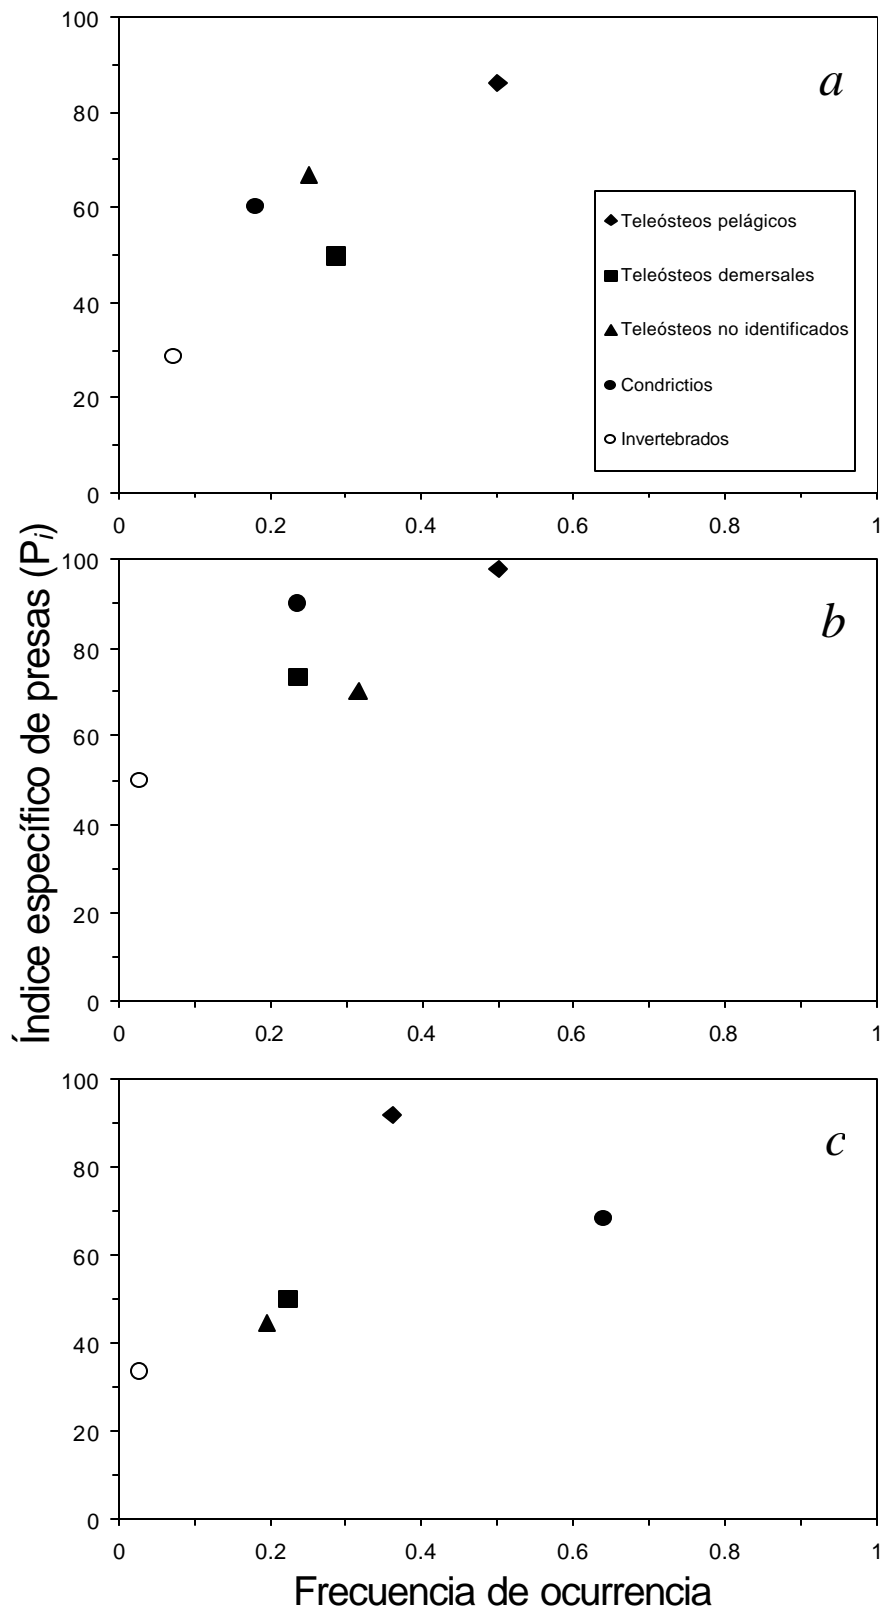 100
80
60
40
20
0
0 0.2 0.4 0.6 0.8 1
a
Teleósteos pelágicos
Teleósteos demersales
Teleósteos no identificados
Condrictios
Invertebrados
Índice específico de presas (Pi)
100
80
60
40
20
0
0 0.2 0.4 0.6 0.8 1
b
100
80
60
40
20
0
0 0.2 0.4 0.6 0.8 1
c
Frecuencia de ocurrencia